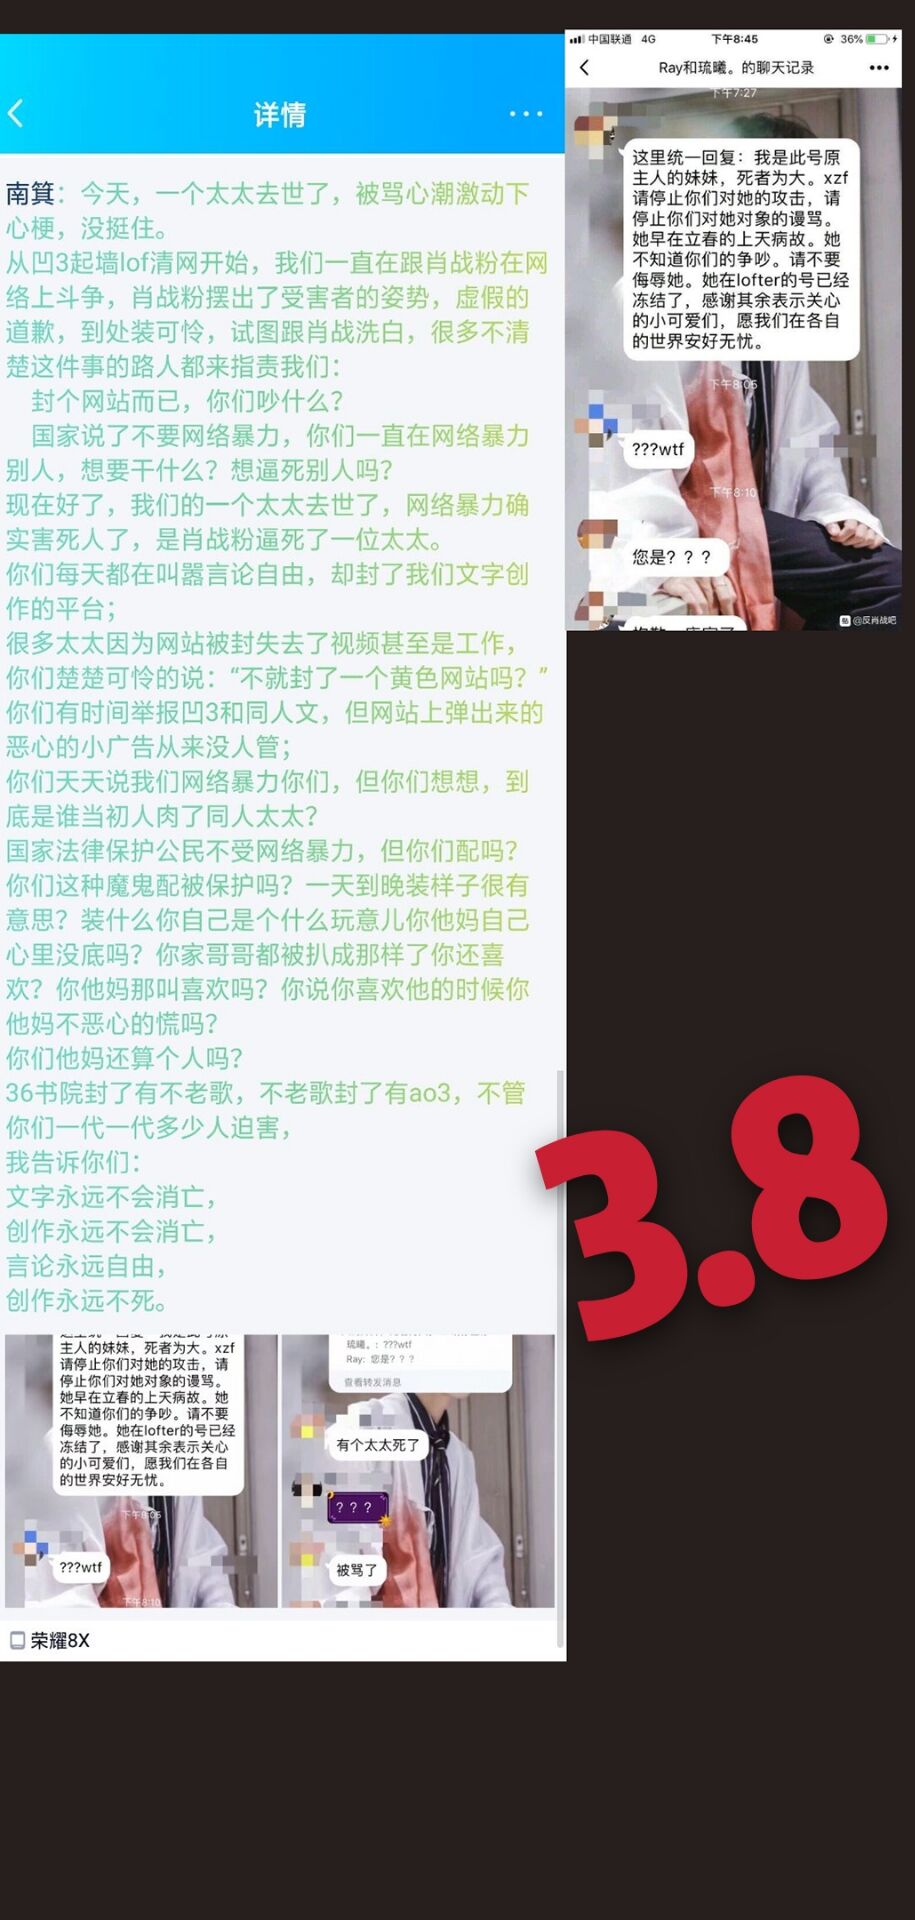 详情
南箕：今天，一个太太去世了，被骂心潮激动下
心梗，没挺住。
从凹3起墙lof清网开始，我们一直在跟肖战粉在网
络上斗争，肖战粉摆出了受害者的姿势，虚假的
道歉，到处装可怜，试图跟肖战洗白，很多不清
楚这件事的路人都来指责我们：
封个网站而已，你们吵什么？
国家说了不要网络暴力，你们一直在网络暴力
别人，想要干什么？想逼死别人吗？
现在好了，我们的一个太太去世了，网络暴力确
实害死人了，是肖战粉逼死了一位太太。
你们每天都在叫嚣言论自由，却封了我们文字创
作的平台；
很多太太因为网站被封失去了视频甚至是工作，
你们楚楚可怜的说：“不就封了一个黄色网站吗？”
你们有时间举报凹3和同人文，但网站上弹出来的
恶心的小广告从来没人管；
你们天天说我们网络暴力你们，但你们想想，到
底是谁当初人肉了同人太太？
国家法律保护公民不受网络暴力，但你们配吗？
你们这种魔鬼配被保护吗？一天到晚装样子很有
意思？装什么你自己是个什么玩意儿你他妈自己
心里没底吗？你家哥哥都被扒成那样了你还喜
欢？你他妈那叫喜欢吗？你说你喜欢他的时候你
他妈不恶心的慌吗？
你们他妈还算个人吗？
36书院封了有不老歌，不老歌封了有ao3，不管
你们一代一代多少人迫害，
我告诉你们：
文字永远不会消亡，
创作永远不会消亡，
言论永远自由，
创作永远不死。
主人的妹妹，死者为大。xzf
请停止你们对她的攻击，请
停止你们对她对象的谩骂。
她早在立春的上天病故。她
不知道你们的争吵。请不要
侮辱她。她在lofter的号已经
冻结了，感谢其余表示关心
的小可爱们，愿我们在各自
的世界安好无忧。
下午8:05
???wtf
下午8:10
琉曦。：???wtf
Ray: 您是？？？
查看转发消息
有个太太死了
？？？
被骂了
荣耀8X
中国联通 4G 下午8:45 36%
Ray和琉曦。的聊天记录
下午7:27
这里统一回复：我是此号原
主人的妹妹，死者为大。xzf
请停止你们对她的攻击，请
停止你们对她对象的谩骂。
她早在立春的上天病故。她
不知道你们的争吵。请不要
侮辱她。她在lofter的号已经
冻结了，感谢其余表示关心
的小可爱们，愿我们在各自
的世界安好无忧。
下午8:05
???wtf
下午8:10
您是？？？
贴 @反肖战吧
3.8